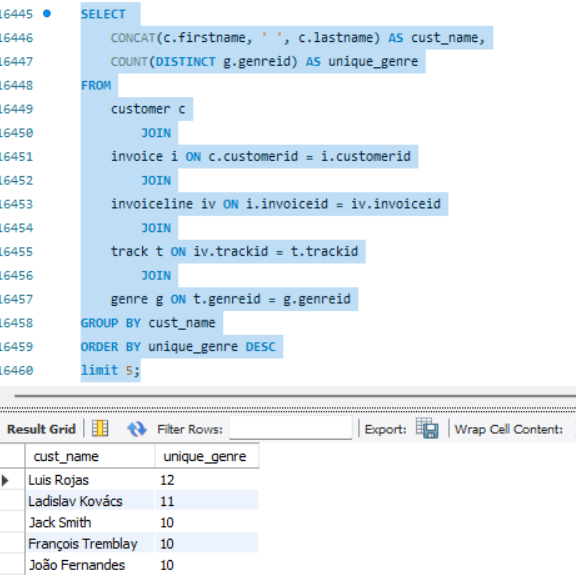 16445 SELECT
16446 CONCAT(c.firstname, ' ', c.lastname) AS cust_name,
16447 COUNT(DISTINCT g.genreid) AS unique_genre
16448 FROM
16449 customer c
16450 JOIN
16451 invoice i ON c.customerid = i.customerid
16452 JOIN
16453 invoiceline iv ON i.invoiceid = iv.invoiceid
16454 JOIN
16455 track t ON iv.trackid = t.trackid
16456 JOIN
16457 genre g ON t.genreid = g.genreid
16458 GROUP BY cust_name
16459 ORDER BY unique_genre DESC
16460 limit 5;
Result Grid Filter Rows: Export: Wrap Cell Content:
cust_name unique_genre
Luis Rojas 12
Ladislav Kovács 11
Jack Smith 10
François Tremblay 10
João Fernandes 10